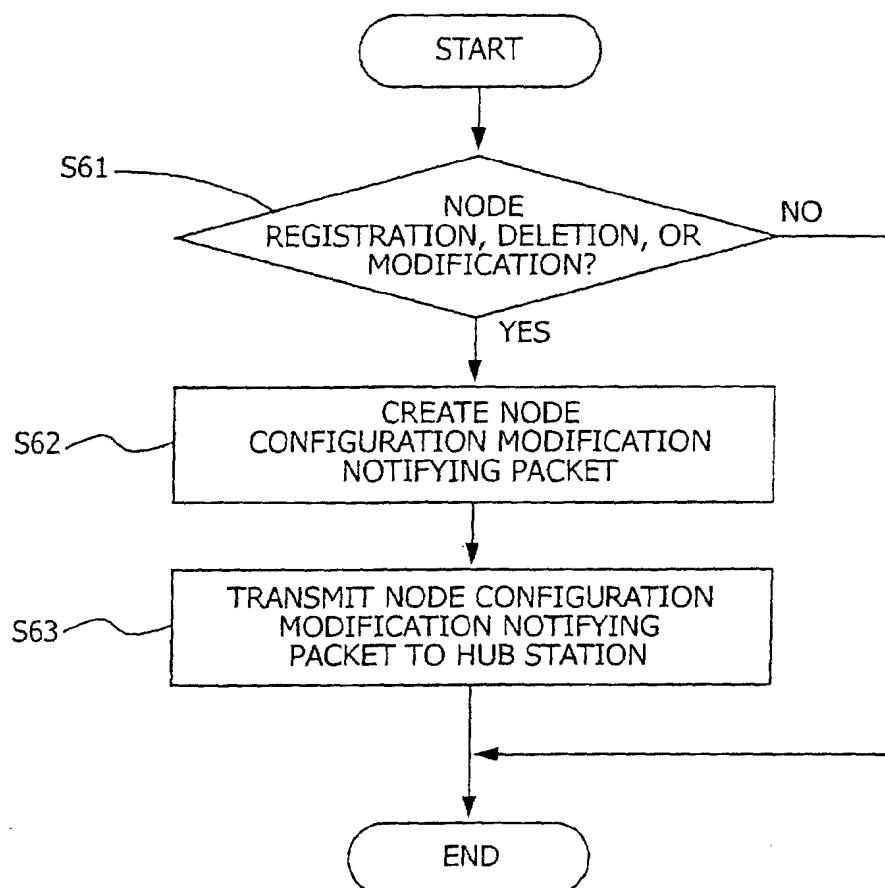 START
S61
NODE
REGISTRATION, DELETION, OR
MODIFICATION?
NO
YES
S62
CREATE NODE
CONFIGURATION MODIFICATION
NOTIFYING PACKET
S63
TRANSMIT NODE CONFIGURATION
MODIFICATION NOTIFYING
PACKET TO HUB STATION
END